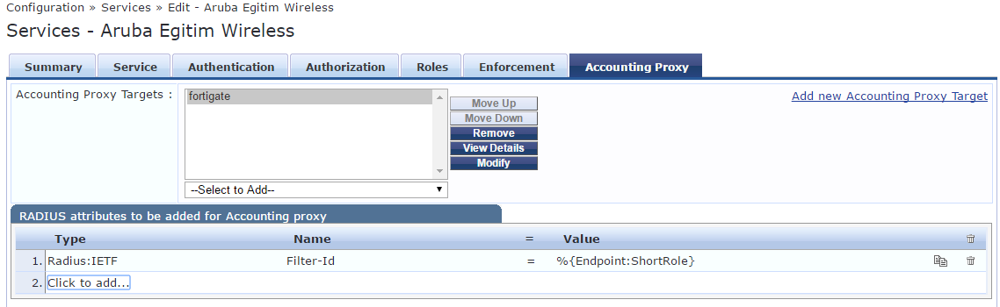 Configuration » Services » Edit - Aruba Egitim Wireless
Services - Aruba Egitim Wireless
Summary Service Authentication Authorization Roles Enforcement Accounting Proxy
Accounting Proxy Targets : fortigate Add new Accounting Proxy Target
Move Up
Move Down
Remove
View Details
Modify
--Select to Add--
RADIUS attributes to be added for Accounting proxy
Type Name = Value
1. Radius:IETF Filter-Id = %{Endpoint:ShortRole}
2. Click to add...